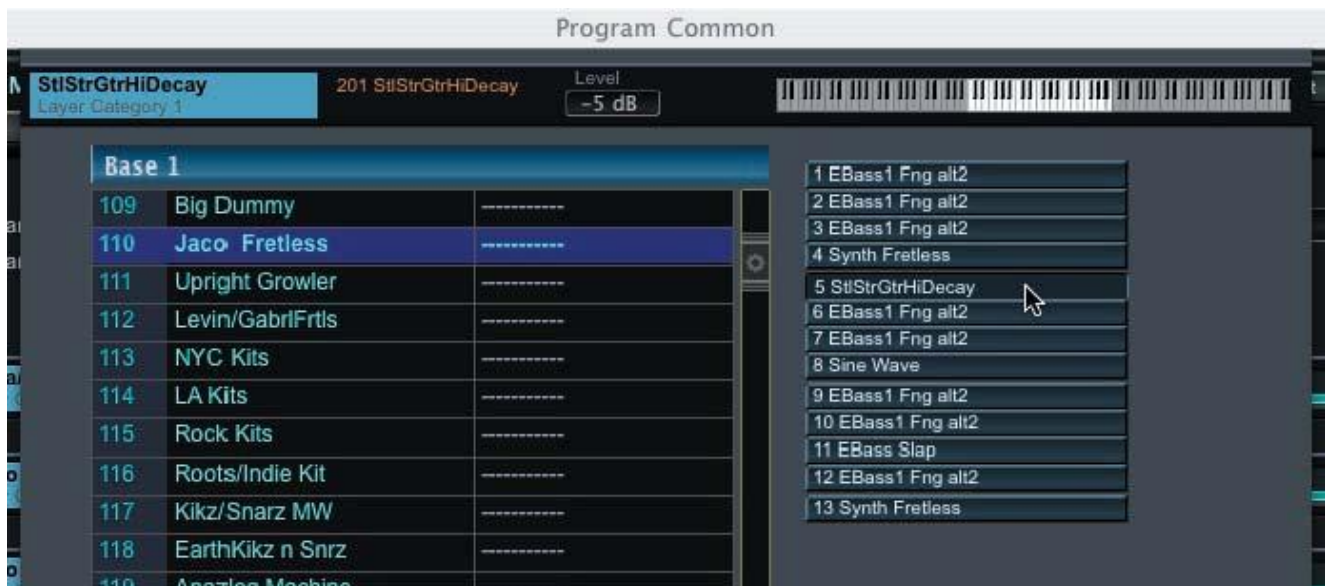 Program Common
StlStrGtrHiDecay
Layer Category 1
201 StlStrGtrHiDecay
Level
-5 dB
Base 1
109 Big Dummy -----------
110 Jaco Fretless -----------
111 Upright Growler -----------
112 Levin/GabrlFrtls -----------
113 NYC Kits -----------
114 LA Kits -----------
115 Rock Kits -----------
116 Roots/Indie Kit -----------
117 Kikz/Snarz MW -----------
118 EarthKikz n Snrz -----------
1 EBass1 Fng alt2
2 EBass1 Fng alt2
3 EBass1 Fng alt2
4 Synth Fretless
5 StlStrGtrHiDecay
6 EBass1 Fng alt2
7 EBass1 Fng alt2
8 Sine Wave
9 EBass1 Fng alt2
10 EBass1 Fng alt2
11 EBass Slap
12 EBass1 Fng alt2
13 Synth Fretless